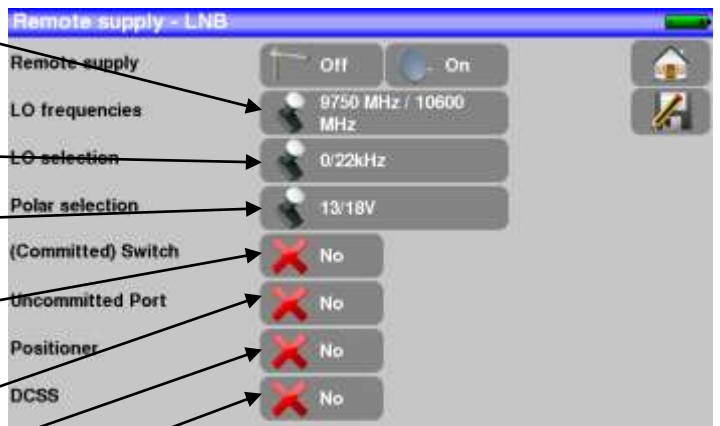 Remote supply - LNB
Remote supply Off On
LO frequencies 9750 MHz / 10600
MHz
LO selection 0/22kHz
Polar selection 13/18V
(Committed) Switch No
Uncommitted Port No
Positioner No
DCSS No